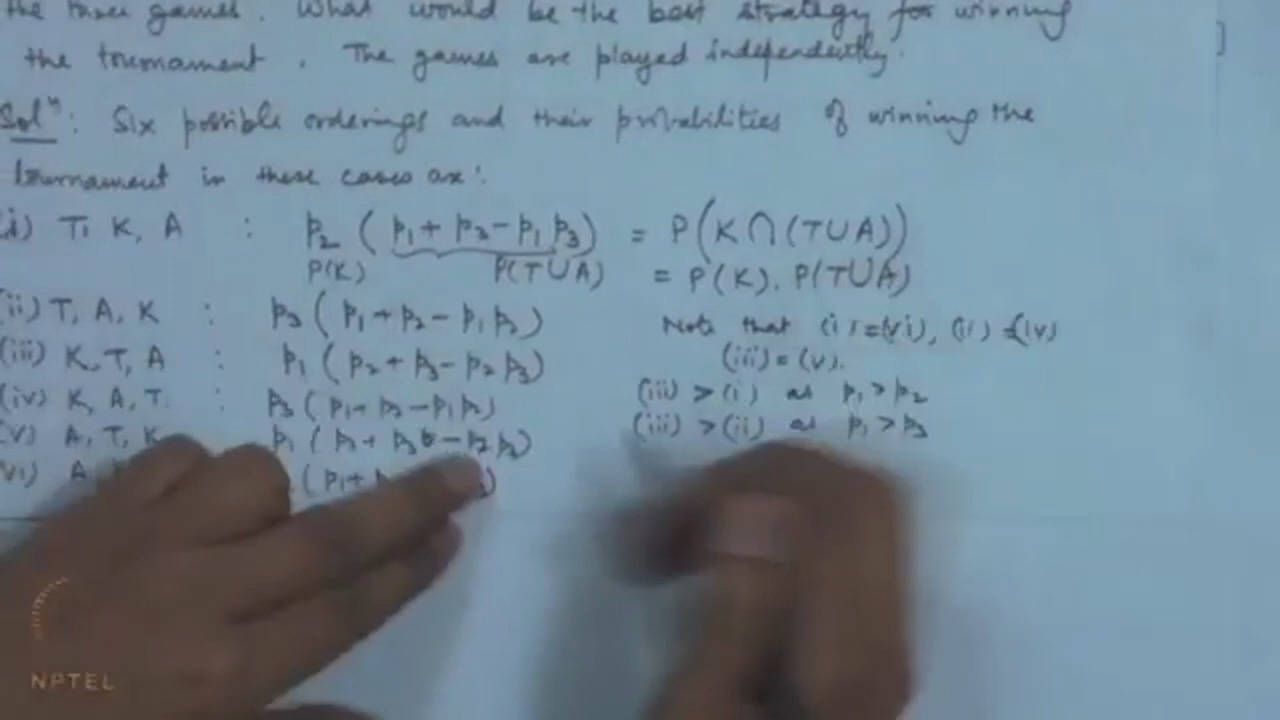 the three games. What would be the best strategy for winning
the tournament. The games are played independently.
Solⁿ: Six possible orderings and their probabilities of winning the
tournament in these cases are:
(i) T, K, A : p₂ (p₁ + p₃ - p₁ p₃) = P(K ∩ (T ∪ A))
P(K) P(T ∪ A) = P(K). P(T ∪ A)
(ii) T, A, K : p₃ (p₁ + p₂ - p₁ p₂) Note that (i) = (vi), (ii) = (iv)
(iii) K, T, A : p₁ (p₂ + p₃ - p₂ p₃) (iii) = (v).
(iv) K, A, T. : p₃ (p₁ + p₂ - p₁ p₂) (iii) > (i) as p₁ > p₂
(v) A, T, K : p₁ (p₂ + p₃ - p₂ p₃) (iii) > (ii) as p₁ > p₃
(vi) A (p₁ +
NPTEL